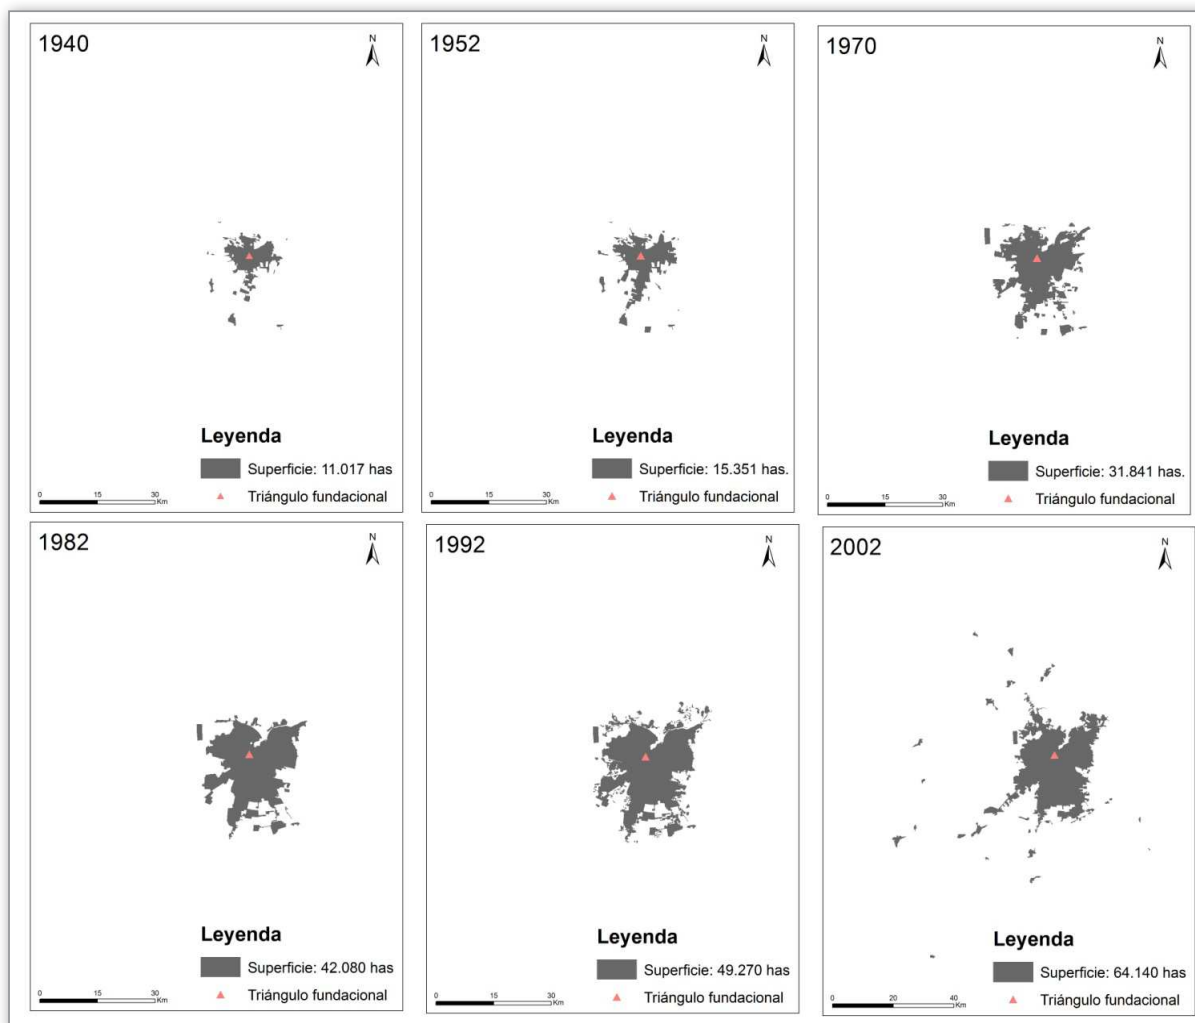 1940
N
Leyenda
Superficie: 11.017 has
Triángulo fundacional
0 15 30 Km
1952
N
Leyenda
Superficie: 15.351 has.
Triángulo fundacional
0 15 30 Km
1970
N
Leyenda
Superficie: 31.841 has.
Triángulo fundacional
0 15 30 Km
1982
N
Leyenda
Superficie: 42.080 has
Triángulo fundacional
0 15 30 Km
1992
N
Leyenda
Superficie: 49.270 has
Triángulo fundacional
0 15 30 Km
2002
N
Leyenda
Superficie: 64.140 has
Triángulo fundacional
0 20 40 Km